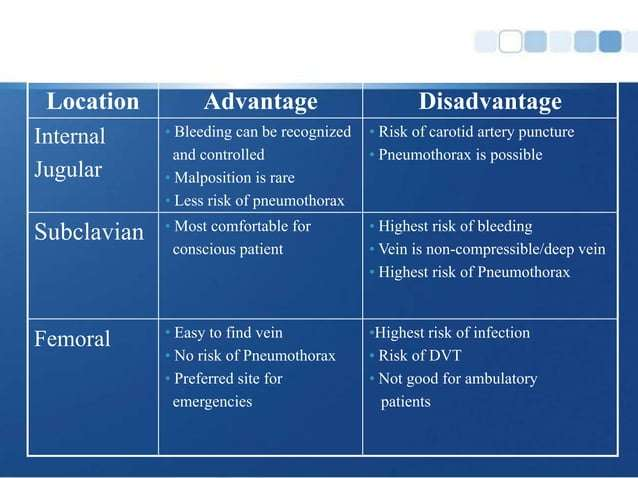 Location Advantage Disadvantage
Internal
Jugular
• Bleeding can be recognized
and controlled
• Malposition is rare
• Less risk of pneumothorax
• Risk of carotid artery puncture
• Pneumothorax is possible
Subclavian
• Most comfortable for
conscious patient
• Highest risk of bleeding
• Vein is non-compressible/deep vein
• Highest risk of Pneumothorax
Femoral
• Easy to find vein
• No risk of Pneumothorax
• Preferred site for
emergencies
•Highest risk of infection
• Risk of DVT
• Not good for ambulatory
patients